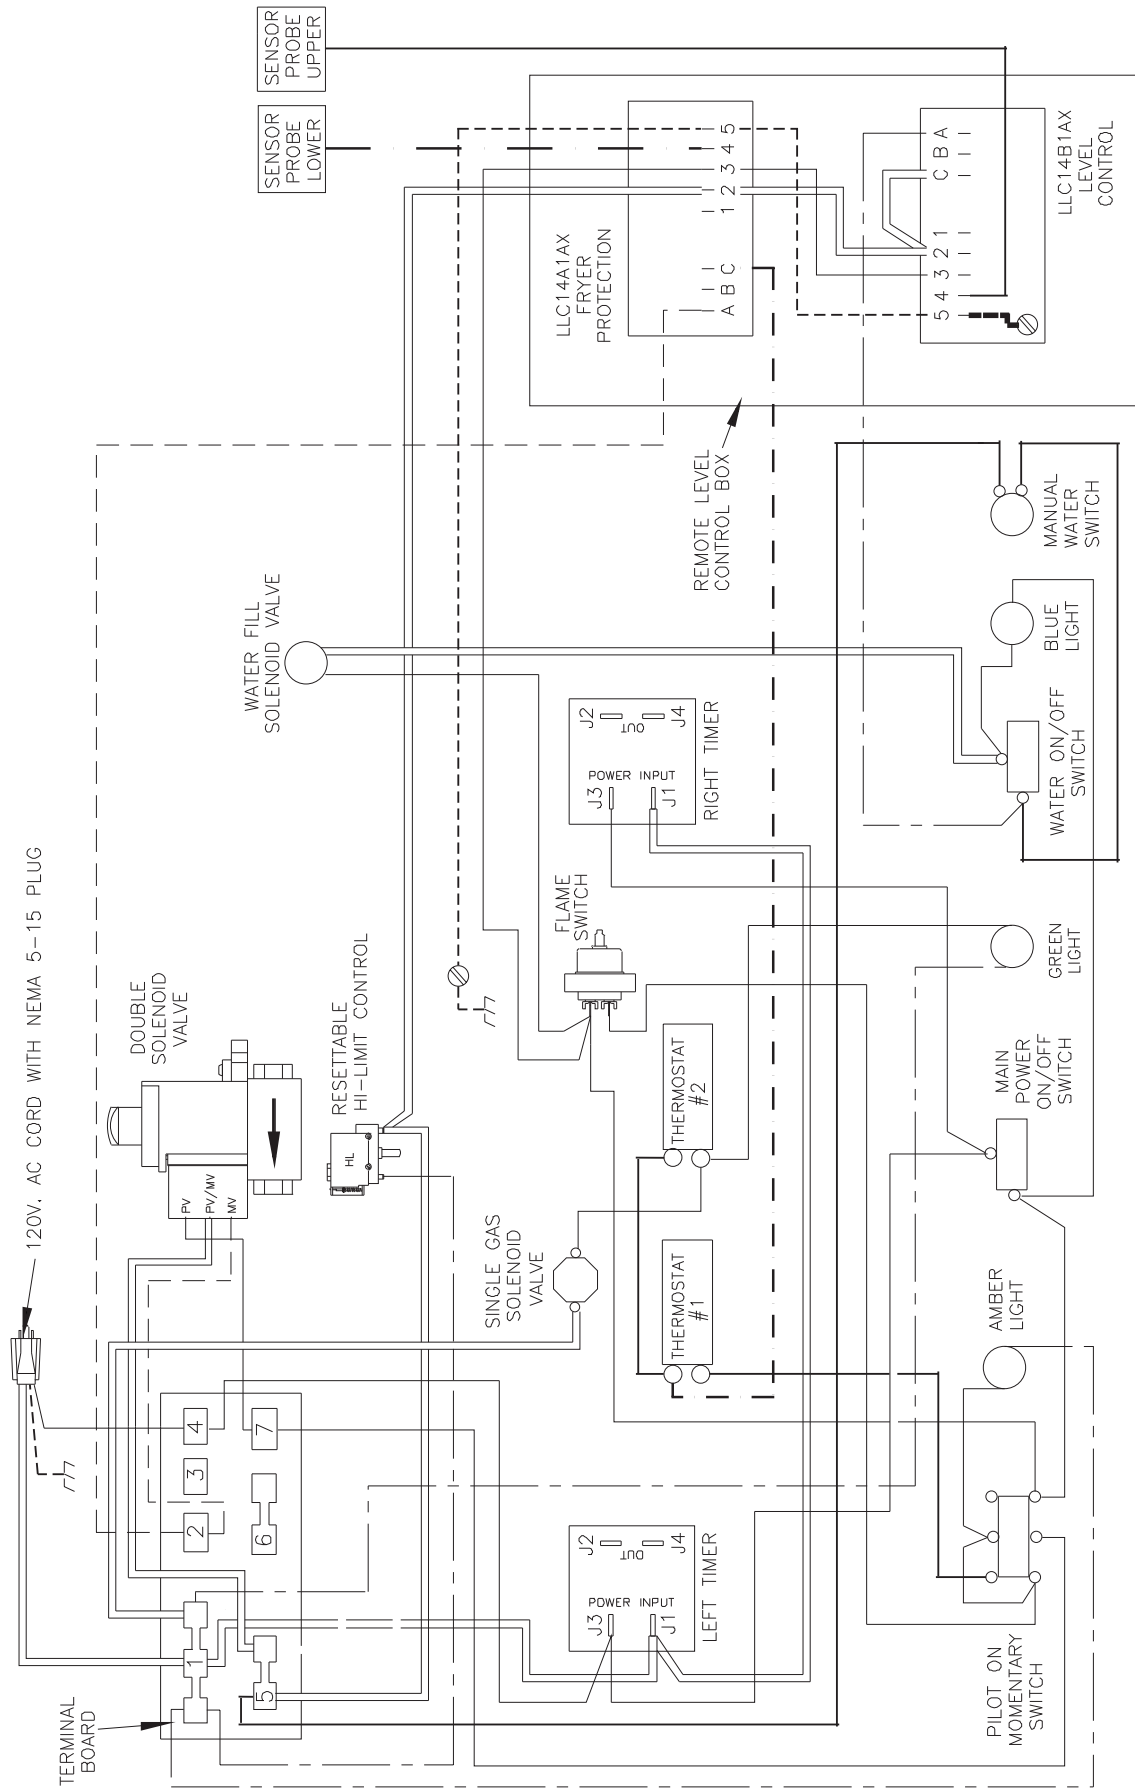 120V. AC CORD WITH NEMA 5-15 PLUG
TERMINAL
BOARD
1
2
3
4
5
6
7
DOUBLE
SOLENOID
VALVE
PV
PV/MV
MV
RESETTABLE
HI-LIMIT CONTROL
HL
WATER FILL
SOLENOID VALVE
SENSOR
PROBE
LOWER
SENSOR
PROBE
UPPER
SINGLE GAS
SOLENOID
VALVE
FLAME
SWITCH
LEFT TIMER
POWER INPUT
J3
J1
OUT
J2
J4
RIGHT TIMER
POWER INPUT
J3
J1
OUT
J2
J4
THERMOSTAT
#1
THERMOSTAT
#2
LLC14A1AX
FRYER
PROTECTION
A B C
1 2 3 4 5
REMOTE LEVEL
CONTROL BOX
LLC14B1AX
LEVEL
CONTROL
5 4 3 2 1
C B A
PILOT ON
MOMENTARY
SWITCH
AMBER
LIGHT
MAIN
POWER
ON/OFF
SWITCH
GREEN
LIGHT
WATER ON/OFF
SWITCH
BLUE
LIGHT
MANUAL
WATER
SWITCH